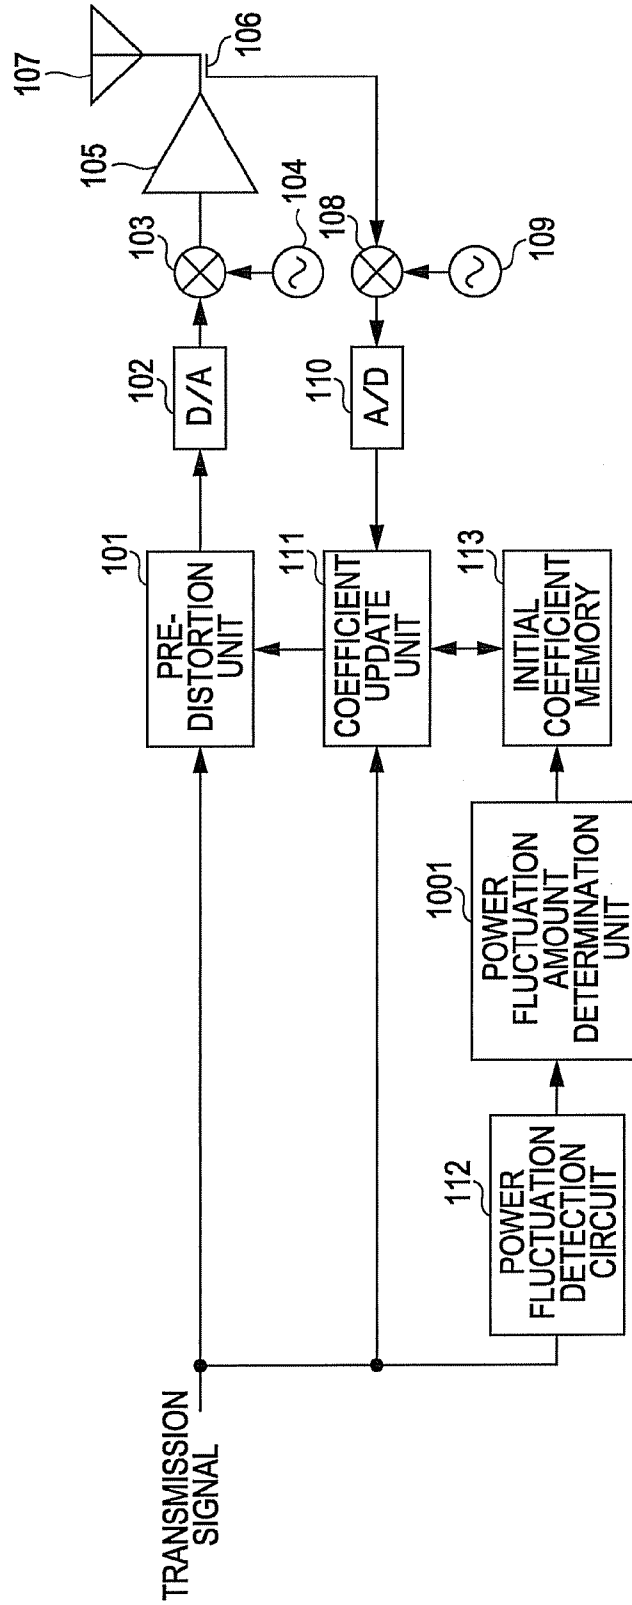 TRANSMISSION
SIGNAL
101
PRE-
DISTORTION
UNIT
102
D/A
103
104
105
106
107
108
109
110
A/D
111
COEFFICIENT
UPDATE
UNIT
112
POWER
FLUCTUATION
DETECTION
CIRCUIT
1001
POWER
FLUCTUATION
AMOUNT
DETERMINATION
UNIT
113
INITIAL
COEFFICIENT
MEMORY